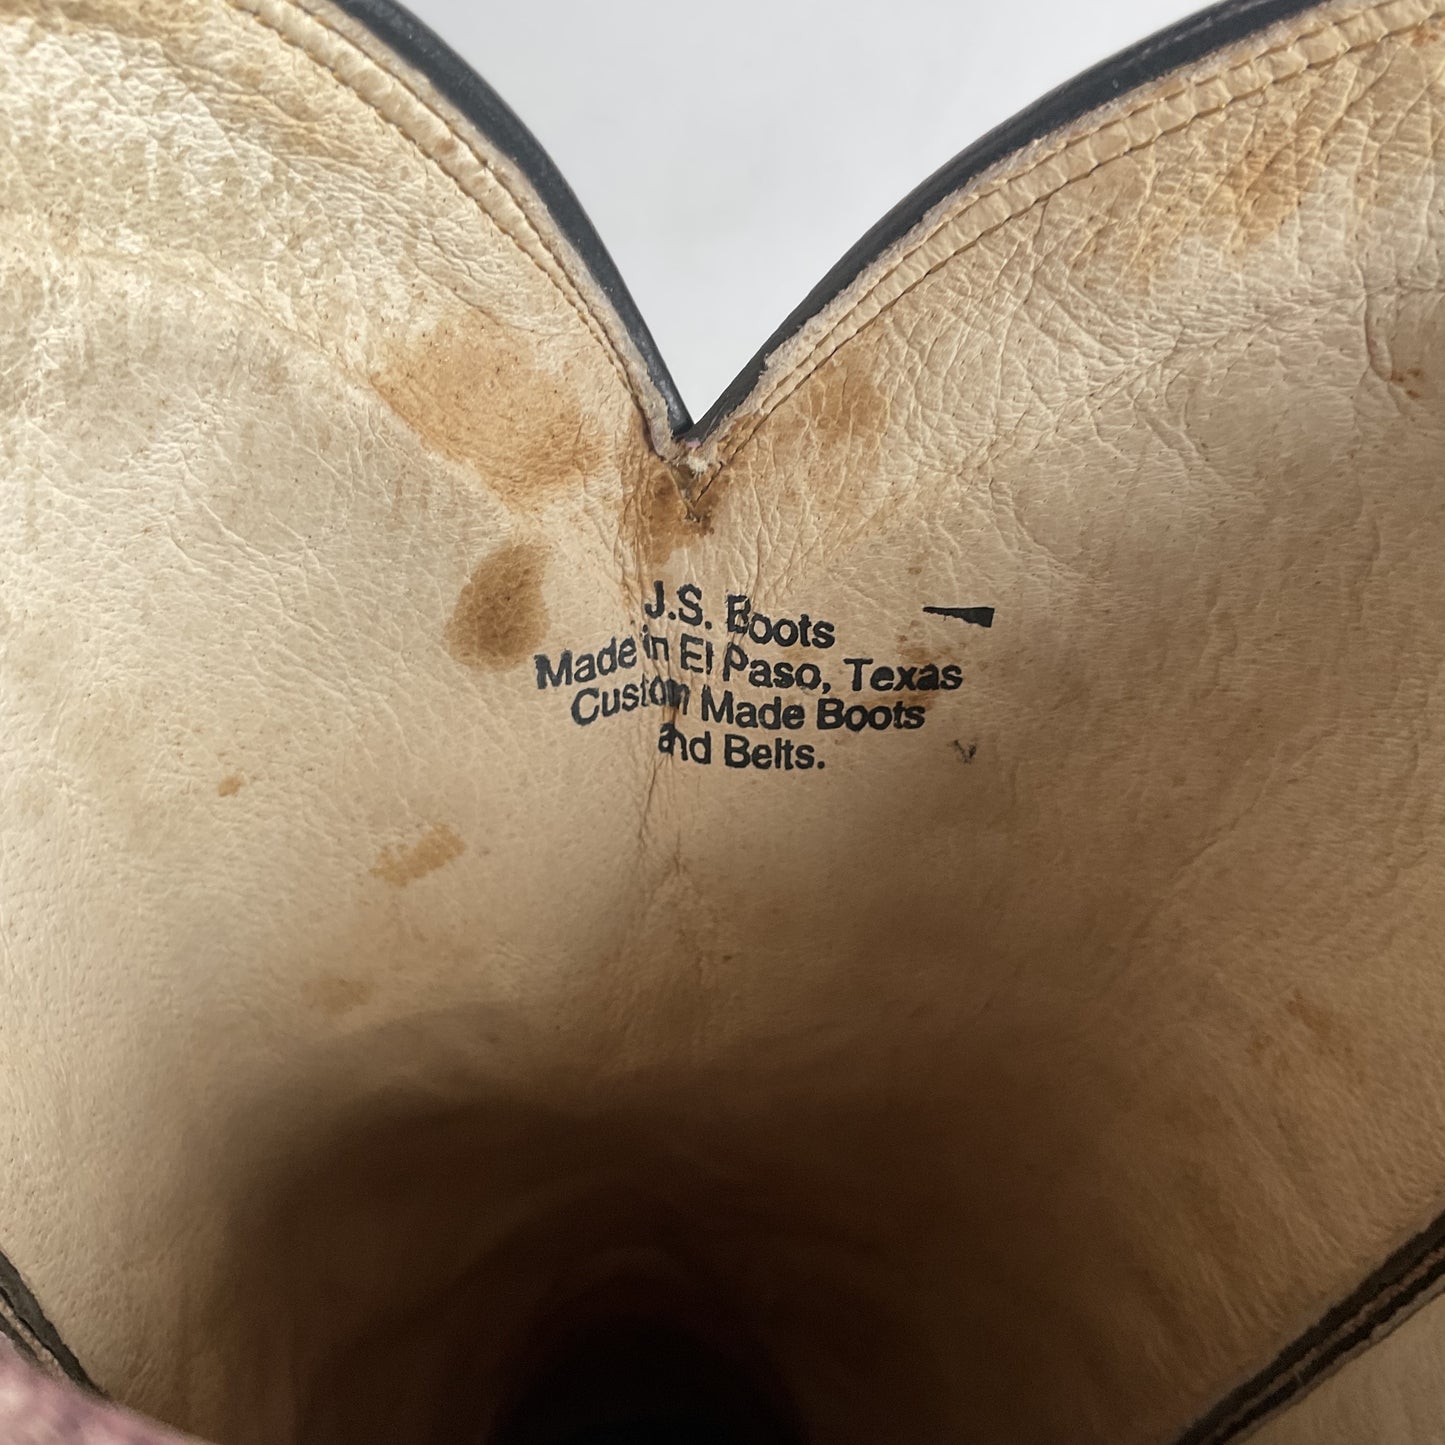 J.S. Boots
Made in El Paso, Texas
Custom Made Boots
and Belts.